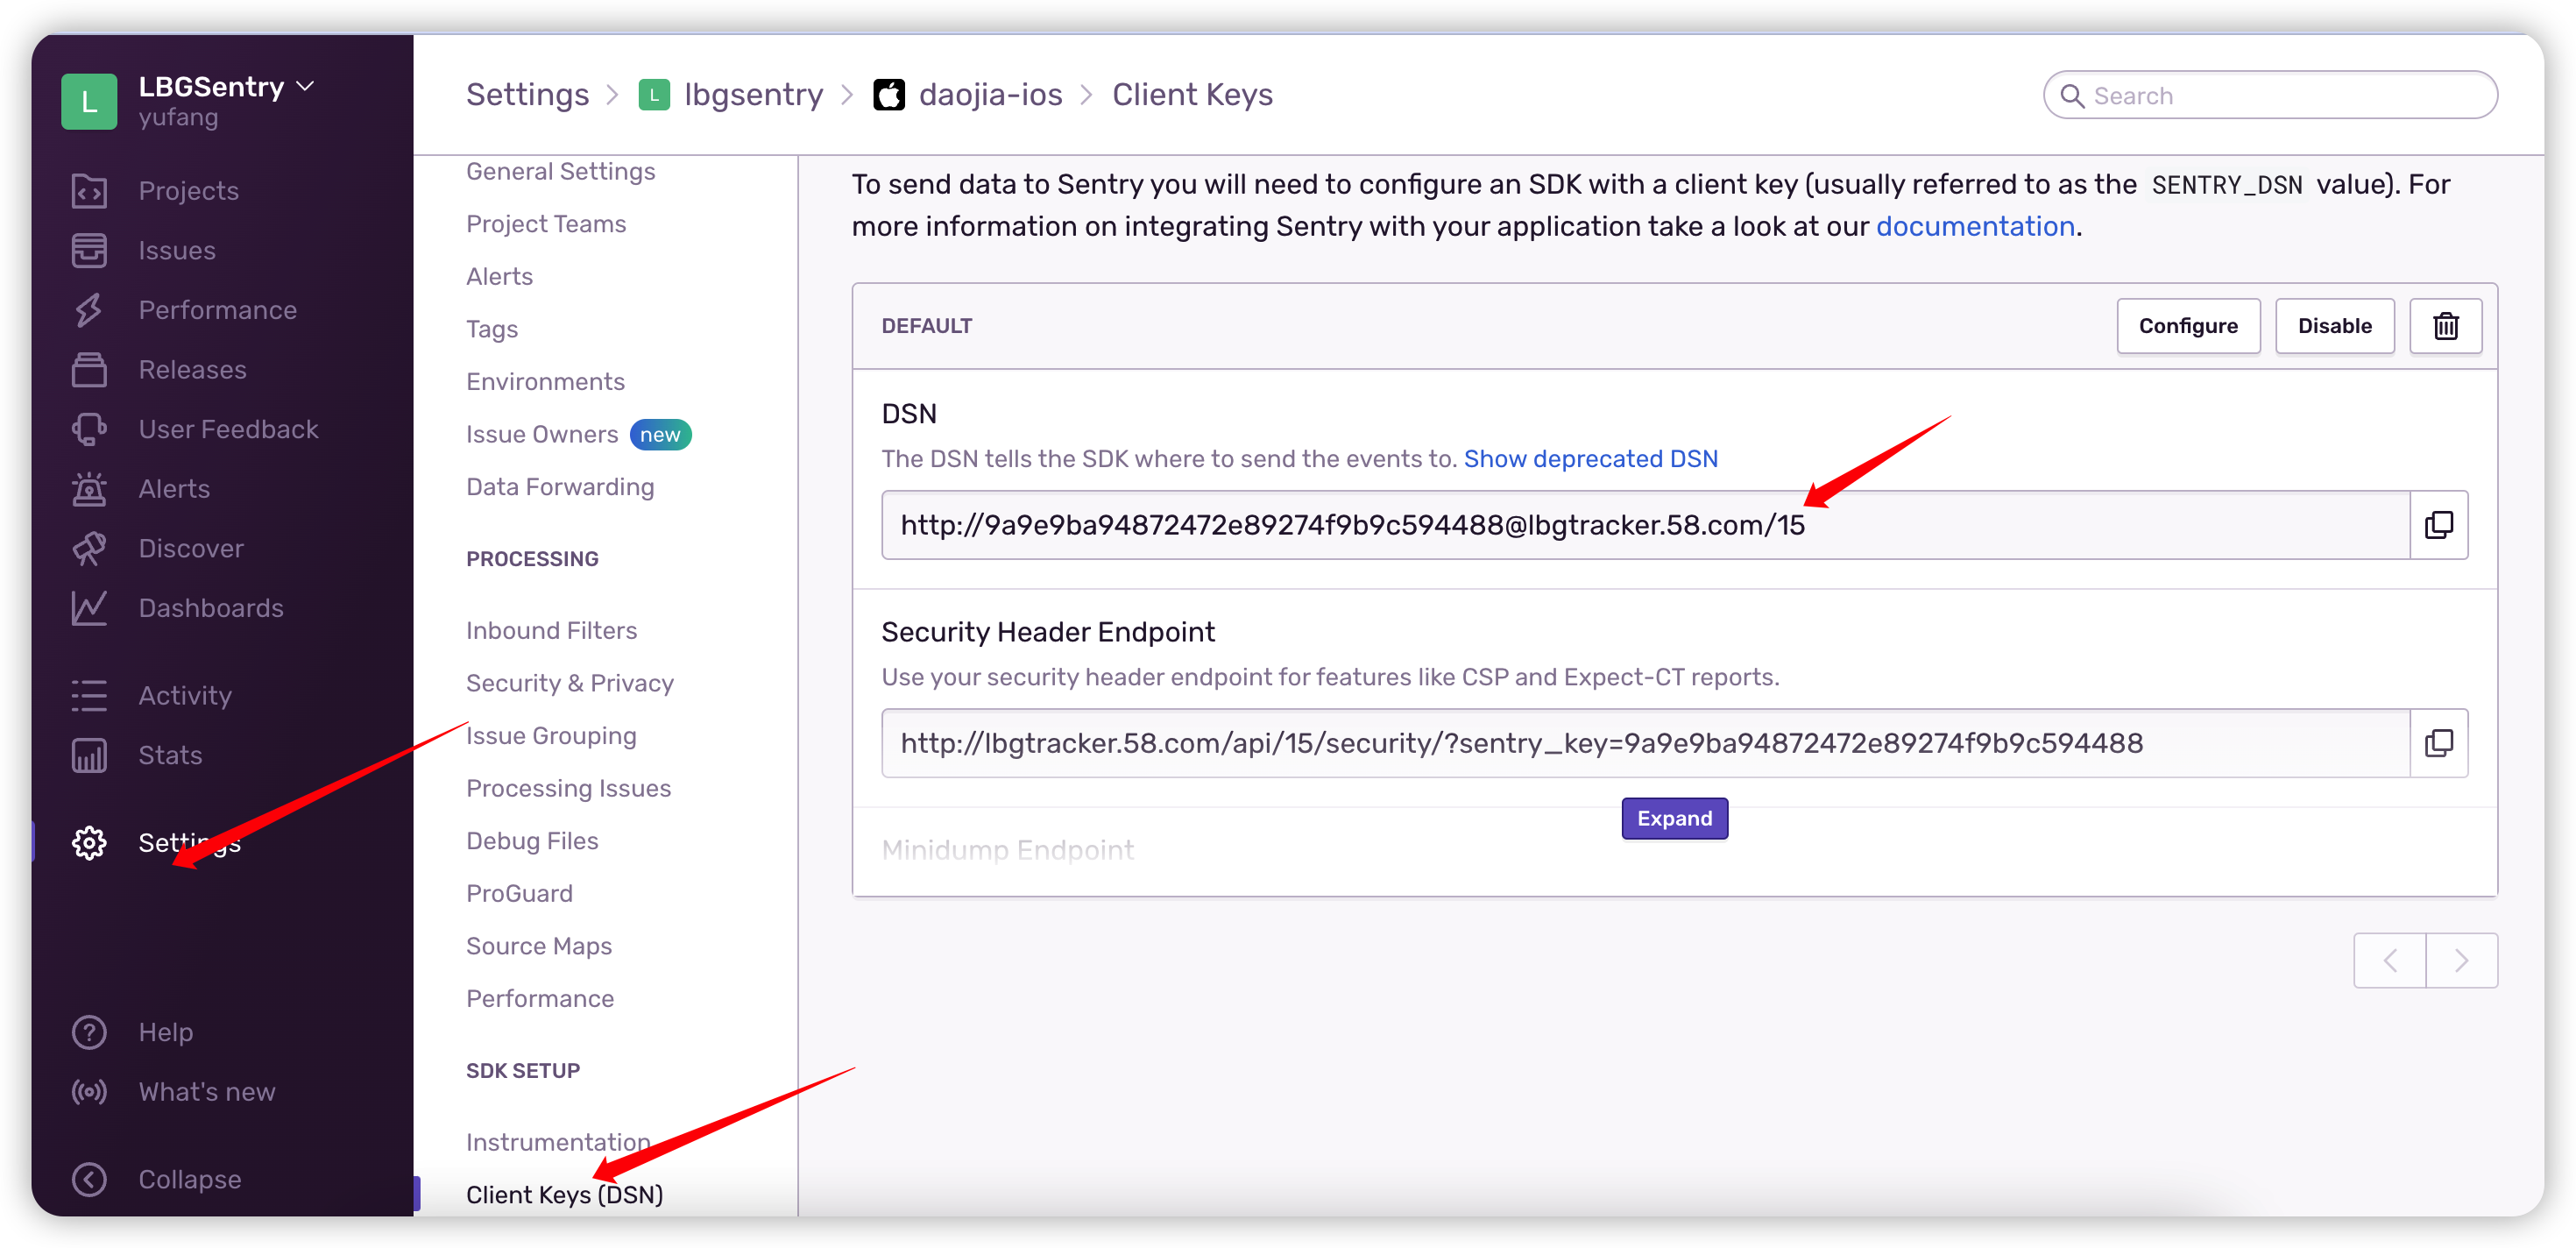 L
LBGSentry
yufang
Projects
Issues
Performance
Releases
User Feedback
Alerts
Discover
Dashboards
Activity
Stats
Settings
Help
What's new
Collapse
Settings > L lbgsentry > daojia-ios > Client Keys
Search
General Settings
Project Teams
Alerts
Tags
Environments
Issue Owners new
Data Forwarding
PROCESSING
Inbound Filters
Security & Privacy
Issue Grouping
Processing Issues
Debug Files
ProGuard
Source Maps
Performance
SDK SETUP
Instrumentation
Client Keys (DSN)
To send data to Sentry you will need to configure an SDK with a client key (usually referred to as the SENTRY_DSN value). For
more information on integrating Sentry with your application take a look at our documentation.
DEFAULT
Configure
Disable
DSN
The DSN tells the SDK where to send the events to. Show deprecated DSN
http://9a9e9ba94872472e89274f9b9c594488@lbgtracker.58.com/15
Security Header Endpoint
Use your security header endpoint for features like CSP and Expect-CT reports.
http://lbgtracker.58.com/api/15/security/?sentry_key=9a9e9ba94872472e89274f9b9c594488
Expand
Minidump Endpoint